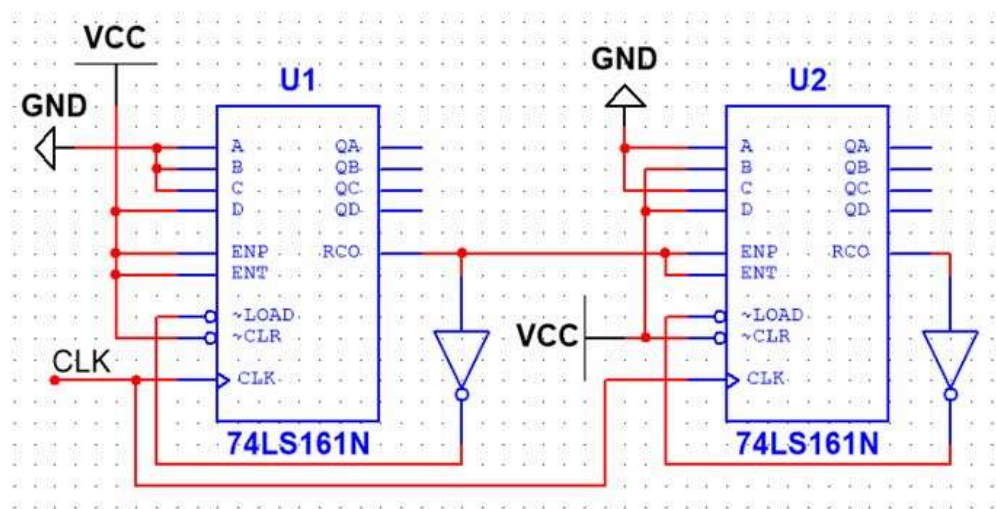 VCC
GND
U1
A QA
B QB
C QC
D QD
ENP RCO
ENT
~LOAD
~CLR
CLK
CLK
74LS161N
GND
U2
A QA
B QB
C QC
D QD
ENP RCO
ENT
~LOAD
VCC
~CLR
CLK
74LS161N